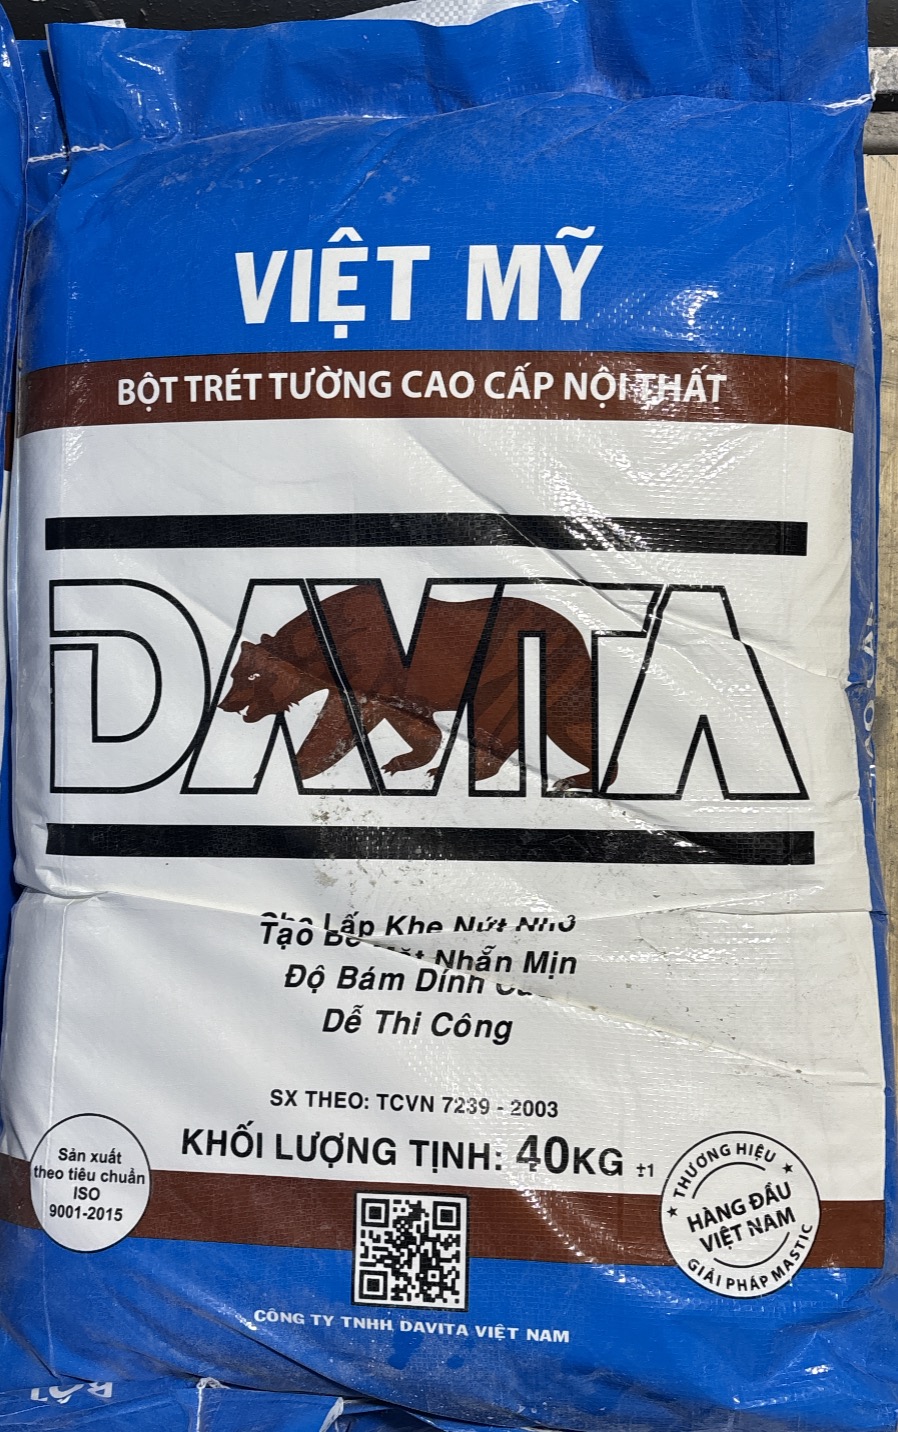 VIỆT MỸ
BỘT TRÉT TƯỜNG CAO CẤP NỘI THẤT
DAVITA
Lấp Khe Nứt Nhỏ
Tạo Nhẵn Mịn
Độ Bám Dính
Dễ Thi Công
SX THEO: TCVN 7239 - 2003
KHỐI LƯỢNG TỊNH: 40KG ±1
Sản xuất
theo tiêu chuẩn
ISO
9001-2015
THƯƠNG HIỆU
HÀNG ĐẦU
VIỆT NAM
GIẢI PHÁP MASTIC
CÔNG TY TNHH DAVITA VIỆT NAM